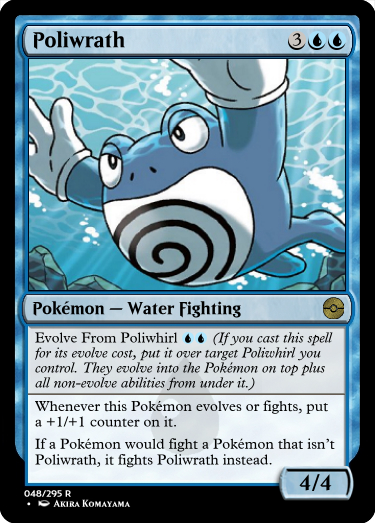 Poliwrath 3
Pokémon — Water Fighting
Evolve From Poliwhirl (If you cast this spell
for its evolve cost, put it over target Poliwhirl you
control. They evolve into the Pokémon on top plus
all non-evolve abilities from under it.)
Whenever this Pokémon evolves or fights, put
a +1/+1 counter on it.
If a Pokémon would fight a Pokémon that isn't
Poliwrath, it fights Poliwrath instead.
4/4
048/295 R
• Akira Komayama